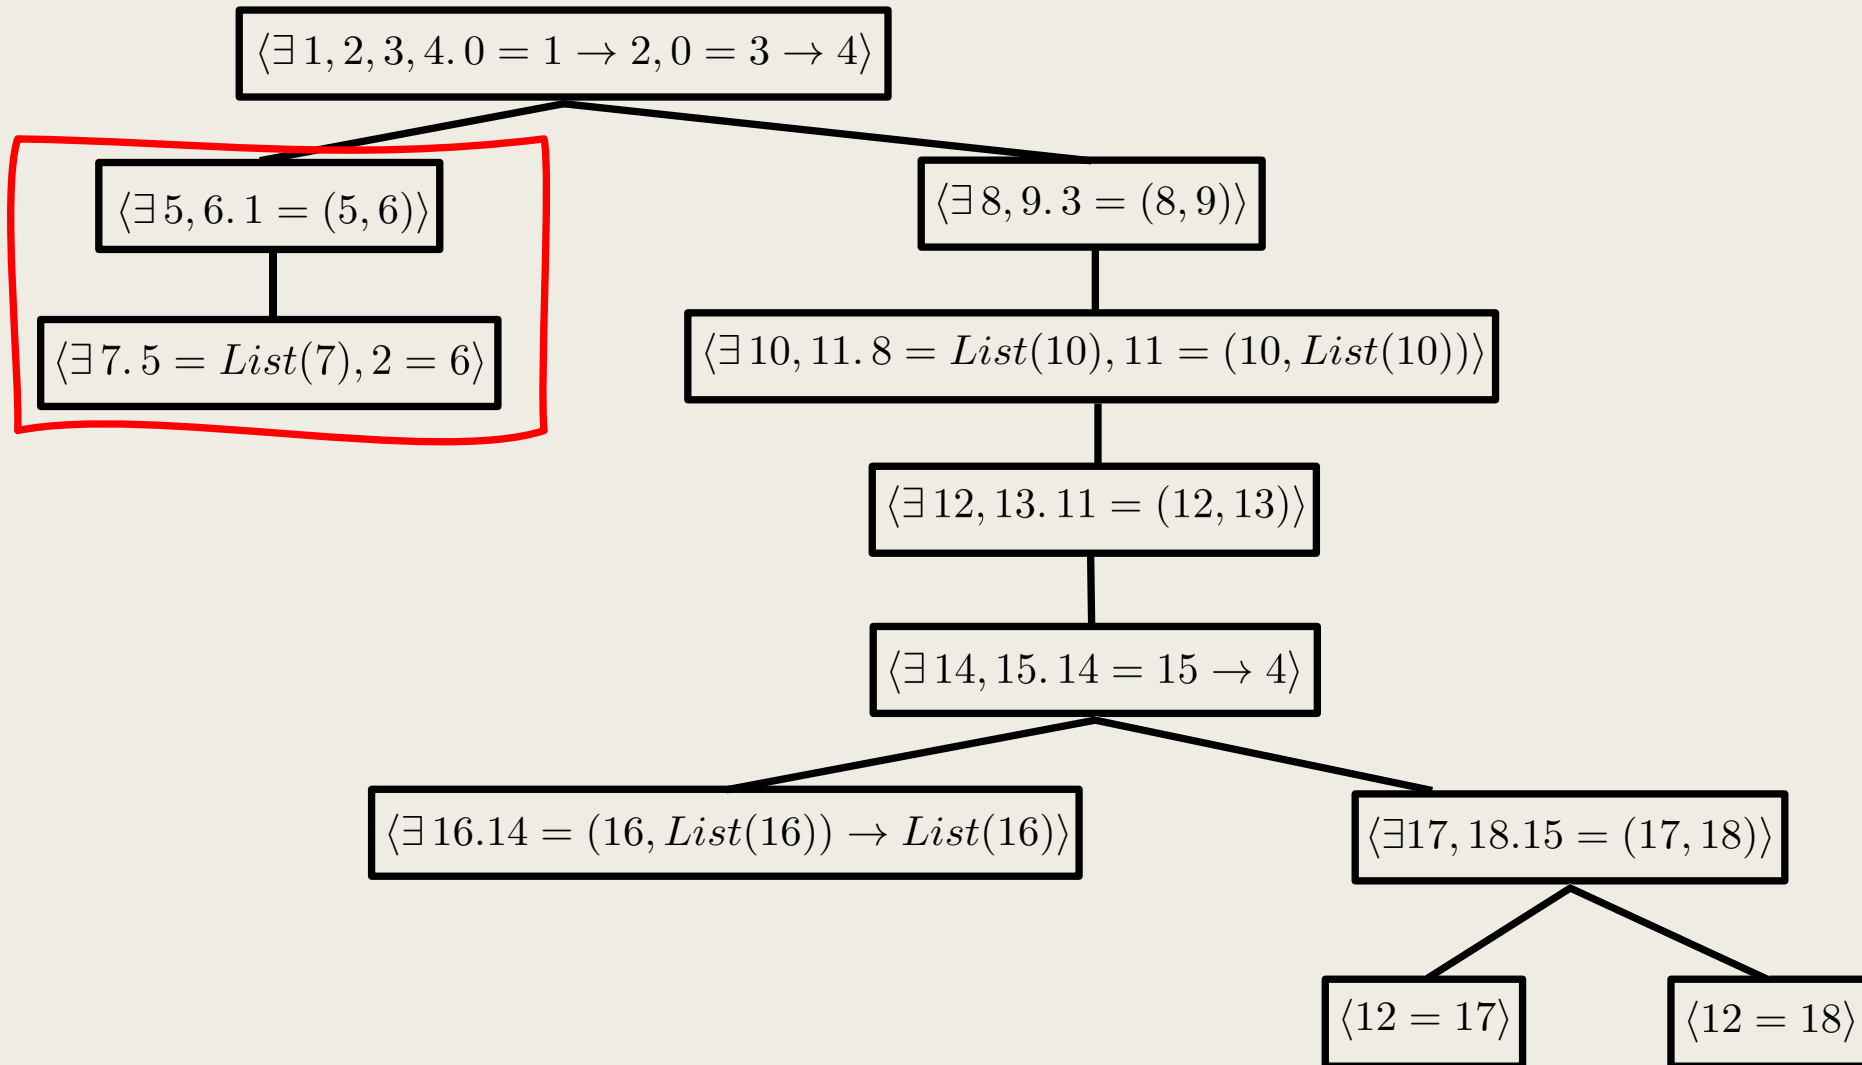 ⟨∃ 1, 2, 3, 4. 0 = 1 → 2, 0 = 3 → 4⟩
⟨∃ 5, 6. 1 = (5, 6)⟩
⟨∃ 8, 9. 3 = (8, 9)⟩
⟨∃ 7. 5 = List(7), 2 = 6⟩
⟨∃ 10, 11. 8 = List(10), 11 = (10, List(10))⟩
⟨∃ 12, 13. 11 = (12, 13)⟩
⟨∃ 14, 15. 14 = 15 → 4⟩
⟨∃ 16.14 = (16, List(16)) → List(16)⟩
⟨∃17, 18.15 = (17, 18)⟩
⟨12 = 17⟩
⟨12 = 18⟩